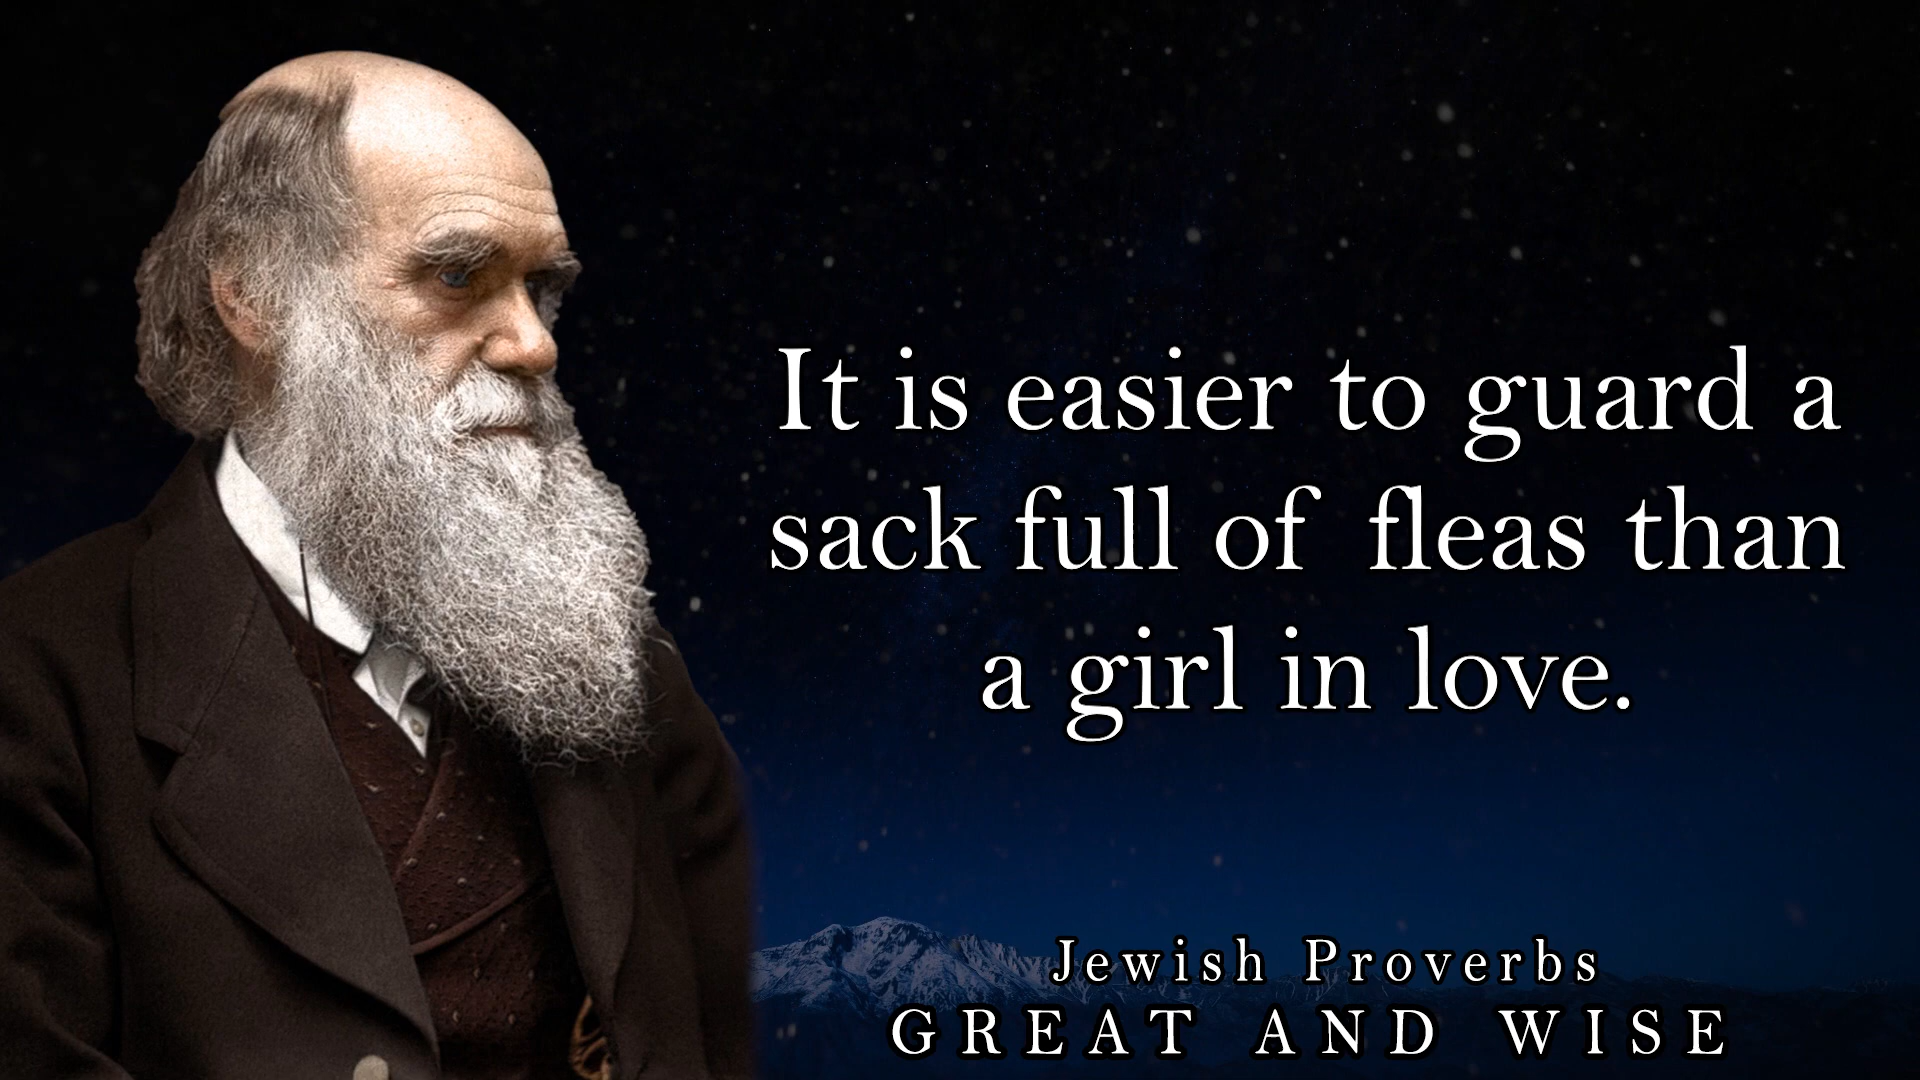 It is easier to guard a
sack full of fleas than
a girl in love.
Jewish Proverbs
GREAT AND WISE